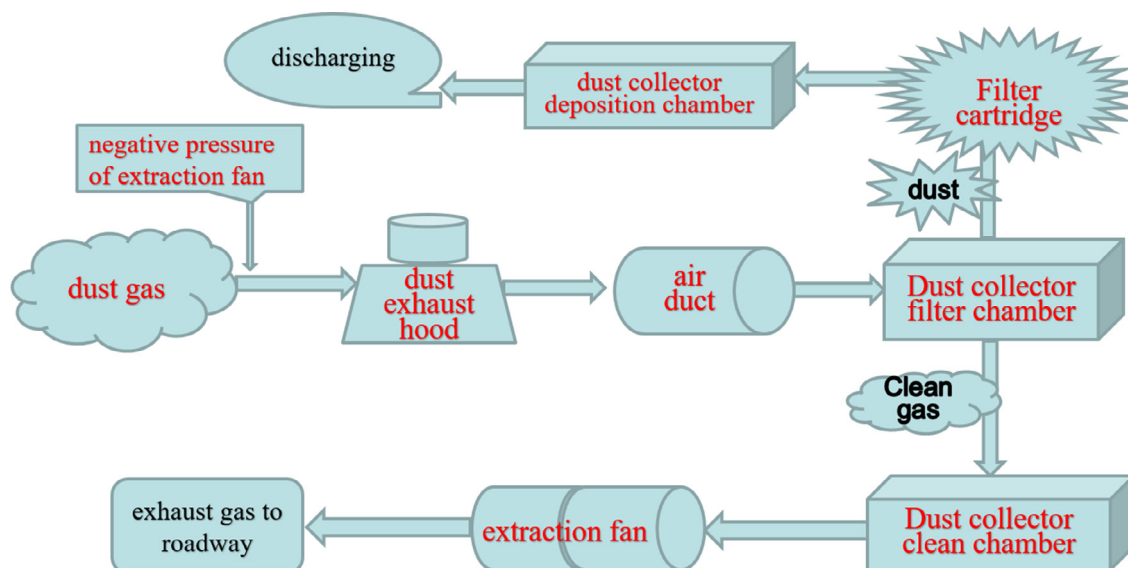 discharging
dust collector
deposition chamber
Filter
cartridge
negative pressure
of extraction fan
dust
dust gas
dust
exhaust
hood
air
duct
Dust collector
filter chamber
Clean
gas
exhaust gas to
roadway
extraction fan
Dust collector
clean chamber